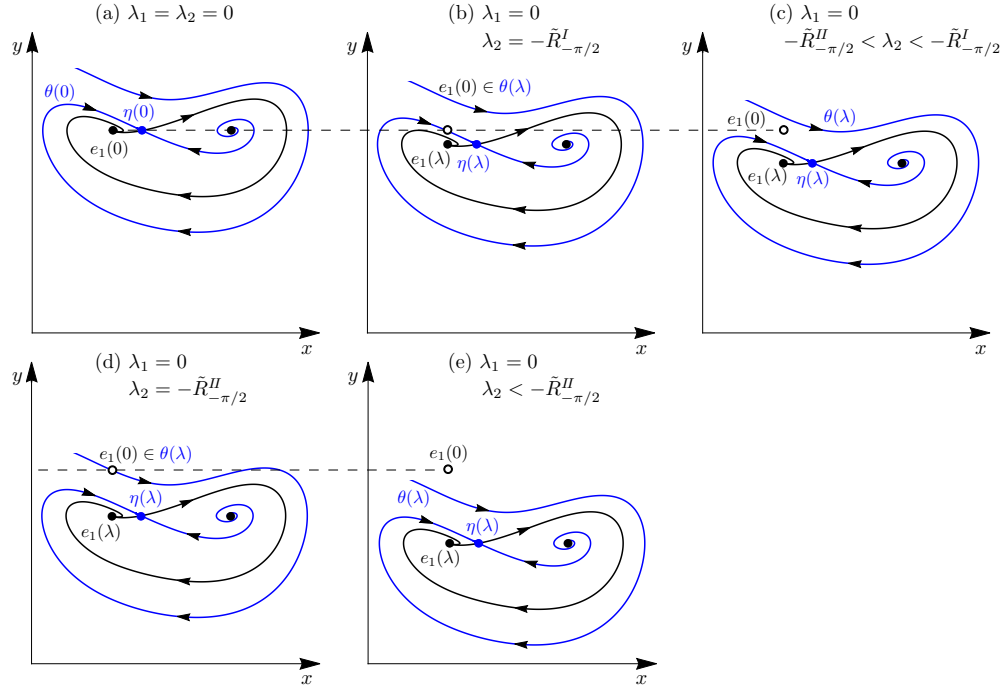 (a) λ₁ = λ₂ = 0
y
θ(0)
η(0)
e₁(0)
x
(b) λ₁ = 0
λ₂ = −R̃ᴵ₋π/₂
y
e₁(0) ∈ θ(λ)
e₁(λ)
η(λ)
x
(c) λ₁ = 0
−R̃ᴵᴵ₋π/₂ < λ₂ < −R̃ᴵ₋π/₂
y
e₁(0)
θ(λ)
e₁(λ)
η(λ)
x
(d) λ₁ = 0
λ₂ = −R̃ᴵᴵ₋π/₂
y
e₁(0) ∈ θ(λ)
η(λ)
e₁(λ)
x
(e) λ₁ = 0
λ₂ < −R̃ᴵᴵ₋π/₂
y
e₁(0)
θ(λ)
η(λ)
e₁(λ)
x